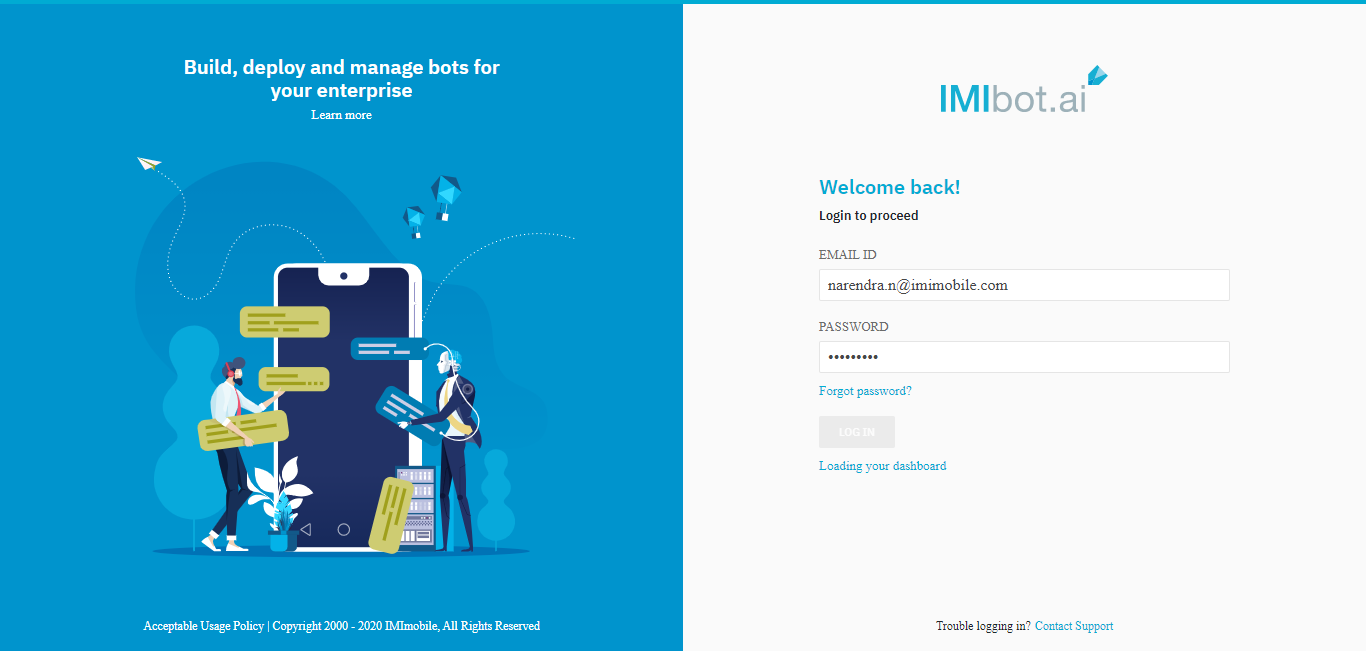 Build, deploy and manage bots for
your enterprise
Learn more
Acceptable Usage Policy | Copyright 2000 - 2020 IMImobile, All Rights Reserved
IMIbot.ai
Welcome back!
Login to proceed
EMAIL ID
narendra.n@imimobile.com
PASSWORD
•••••••••
Forgot password?
LOG IN
Loading your dashboard
Trouble logging in? Contact Support